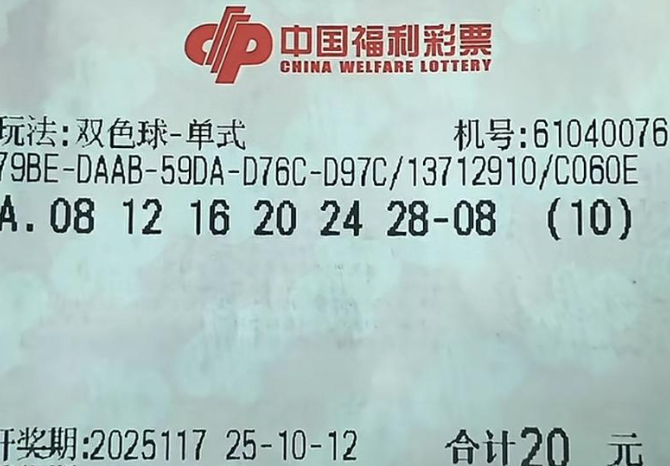 中国福利彩票
CHINA WELFARE LOTTERY
玩法:双色球-单式 机号:61040076
79BE-DAAB-59DA-D76C-D97C/13712910/C060E
A.08 12 16 20 24 28-08 (10)
开奖期:2025117 25-10-12 合计20 元